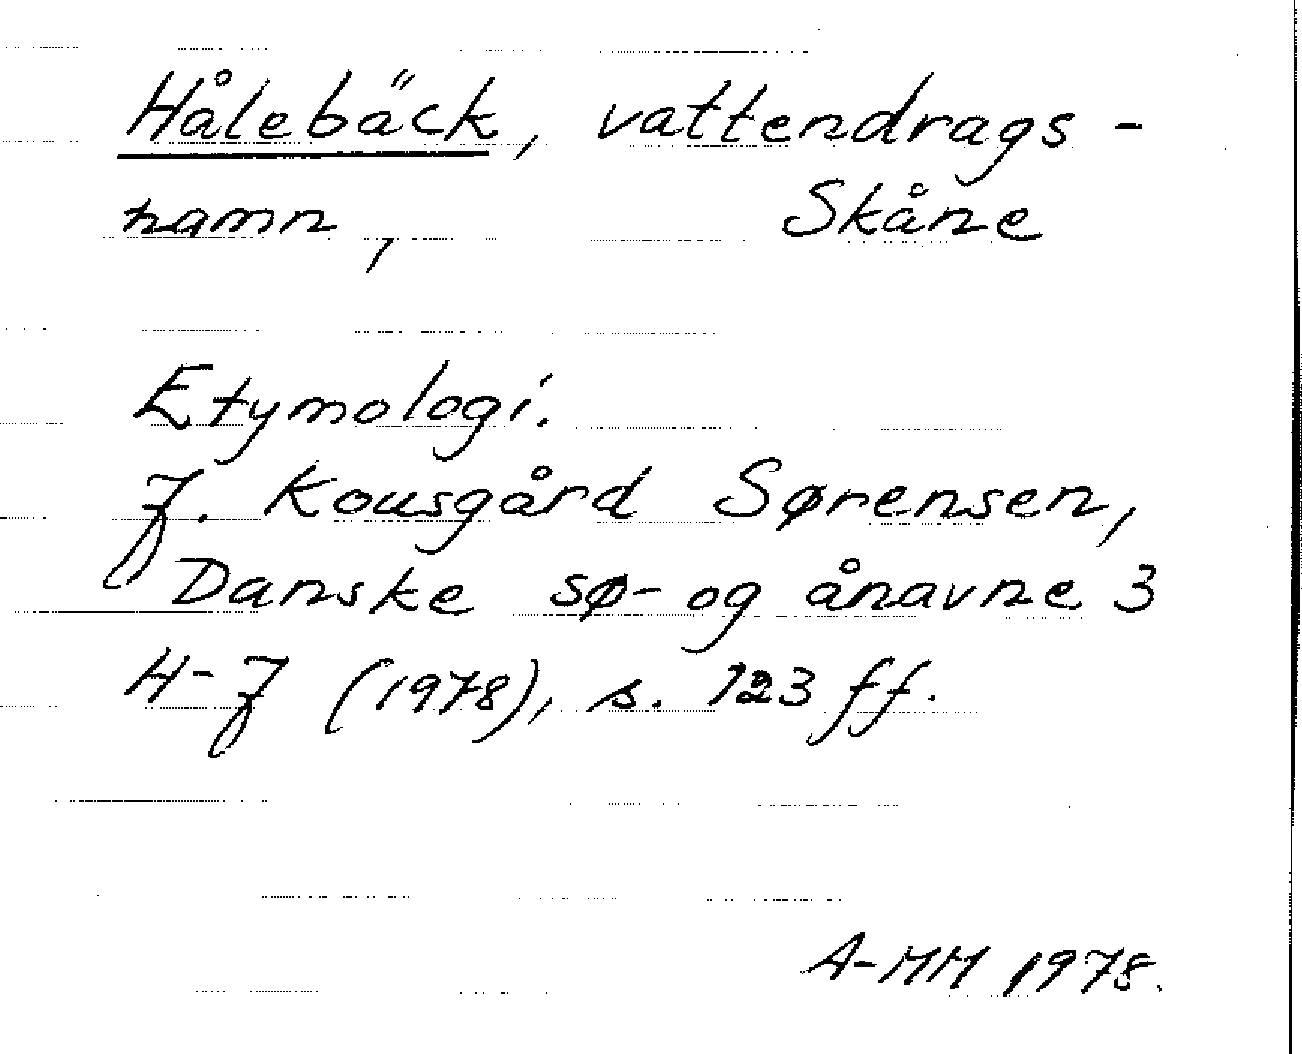 Hålebäck, vattendrags-
namn, Skåne
Etymologi.
J. Kousgård Sørensen,
Danske sø- og ånavne 3
H-J (1978), s. 123 ff.
A-MM 1978.